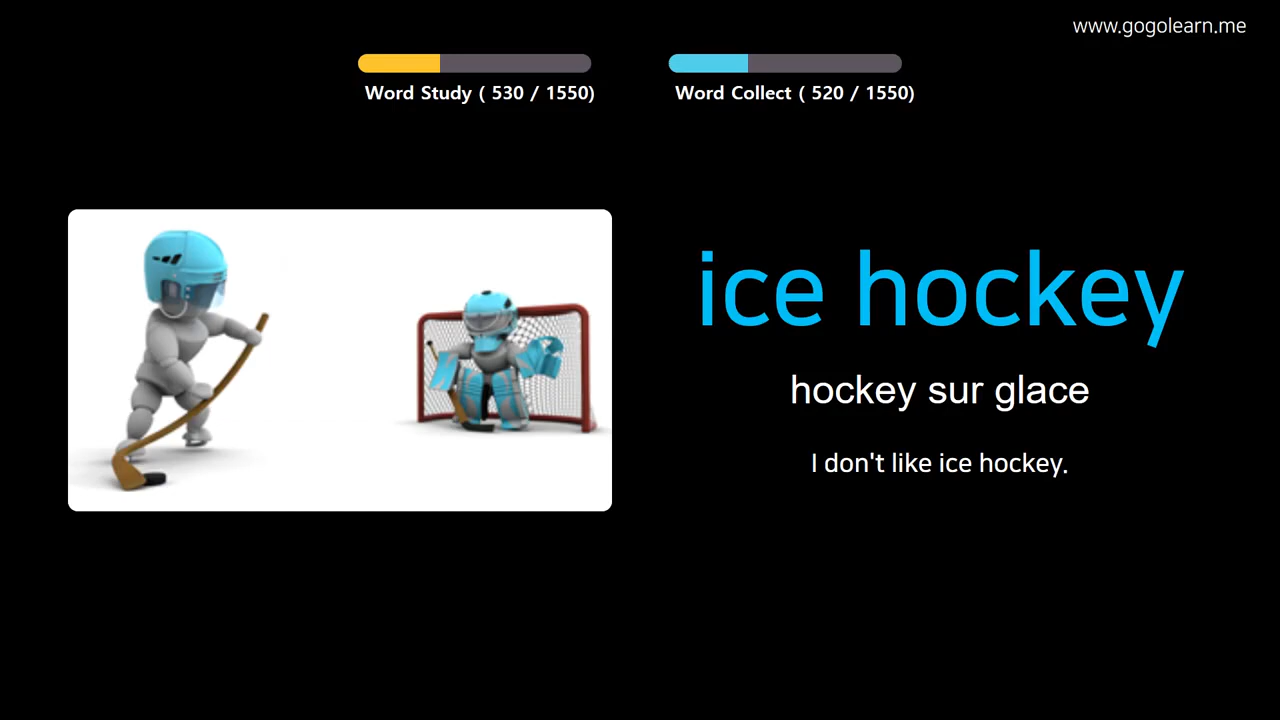 www.gogolearn.me
Word Study ( 530 / 1550)
Word Collect ( 520 / 1550)
ice hockey
hockey sur glace
I don't like ice hockey.